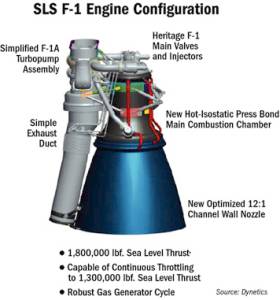 SLS F-1 Engine Configuration
Simplified F-1A
Turbopump
Assembly
Heritage F-1
Main Valves
and Injectors
Simple
Exhaust
Duct
New Hot-Isostatic Press Bond
Main Combustion Chamber
New Optimized 12:1
Channel Wall Nozzle
• 1,800,000 lbf. Sea Level Thrust
• Capable of Continuous Throttling
to 1,300,000 lbf. Sea Level Thrust
• Robust Gas Generator Cycle
Source: Dynetics